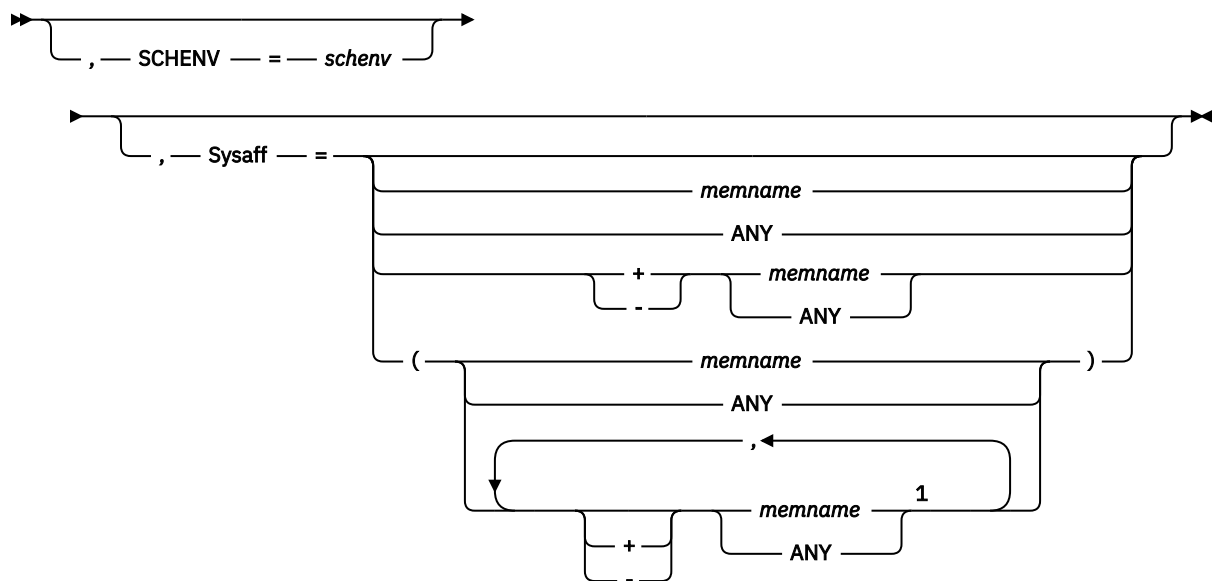 , SCHENV = schenv
, Sysaff =
memname
ANY
+ memname
- ANY
( memname )
ANY
,
memname 1
+ ANY
-